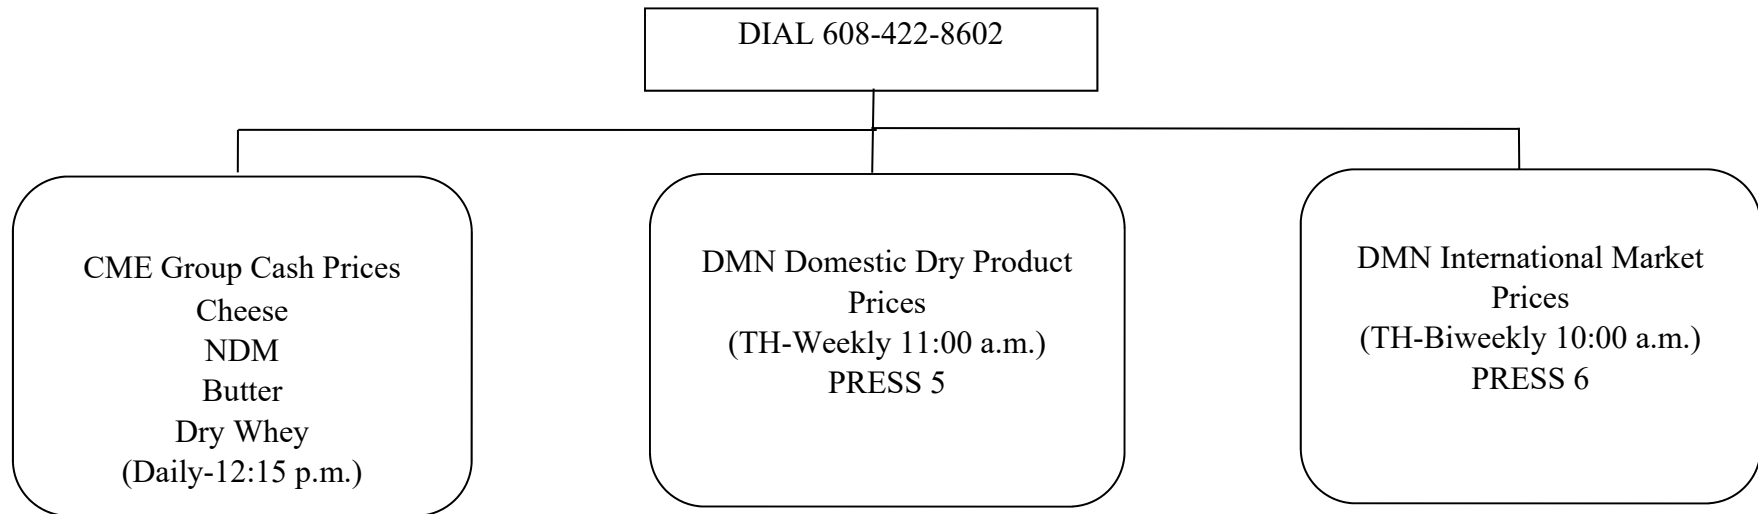 DIAL 608-422-8602
CME Group Cash Prices
Cheese
NDM
Butter
Dry Whey
(Daily-12:15 p.m.)
DMN Domestic Dry Product
Prices
(TH-Weekly 11:00 a.m.)
PRESS 5
DMN International Market
Prices
(TH-Biweekly 10:00 a.m.)
PRESS 6